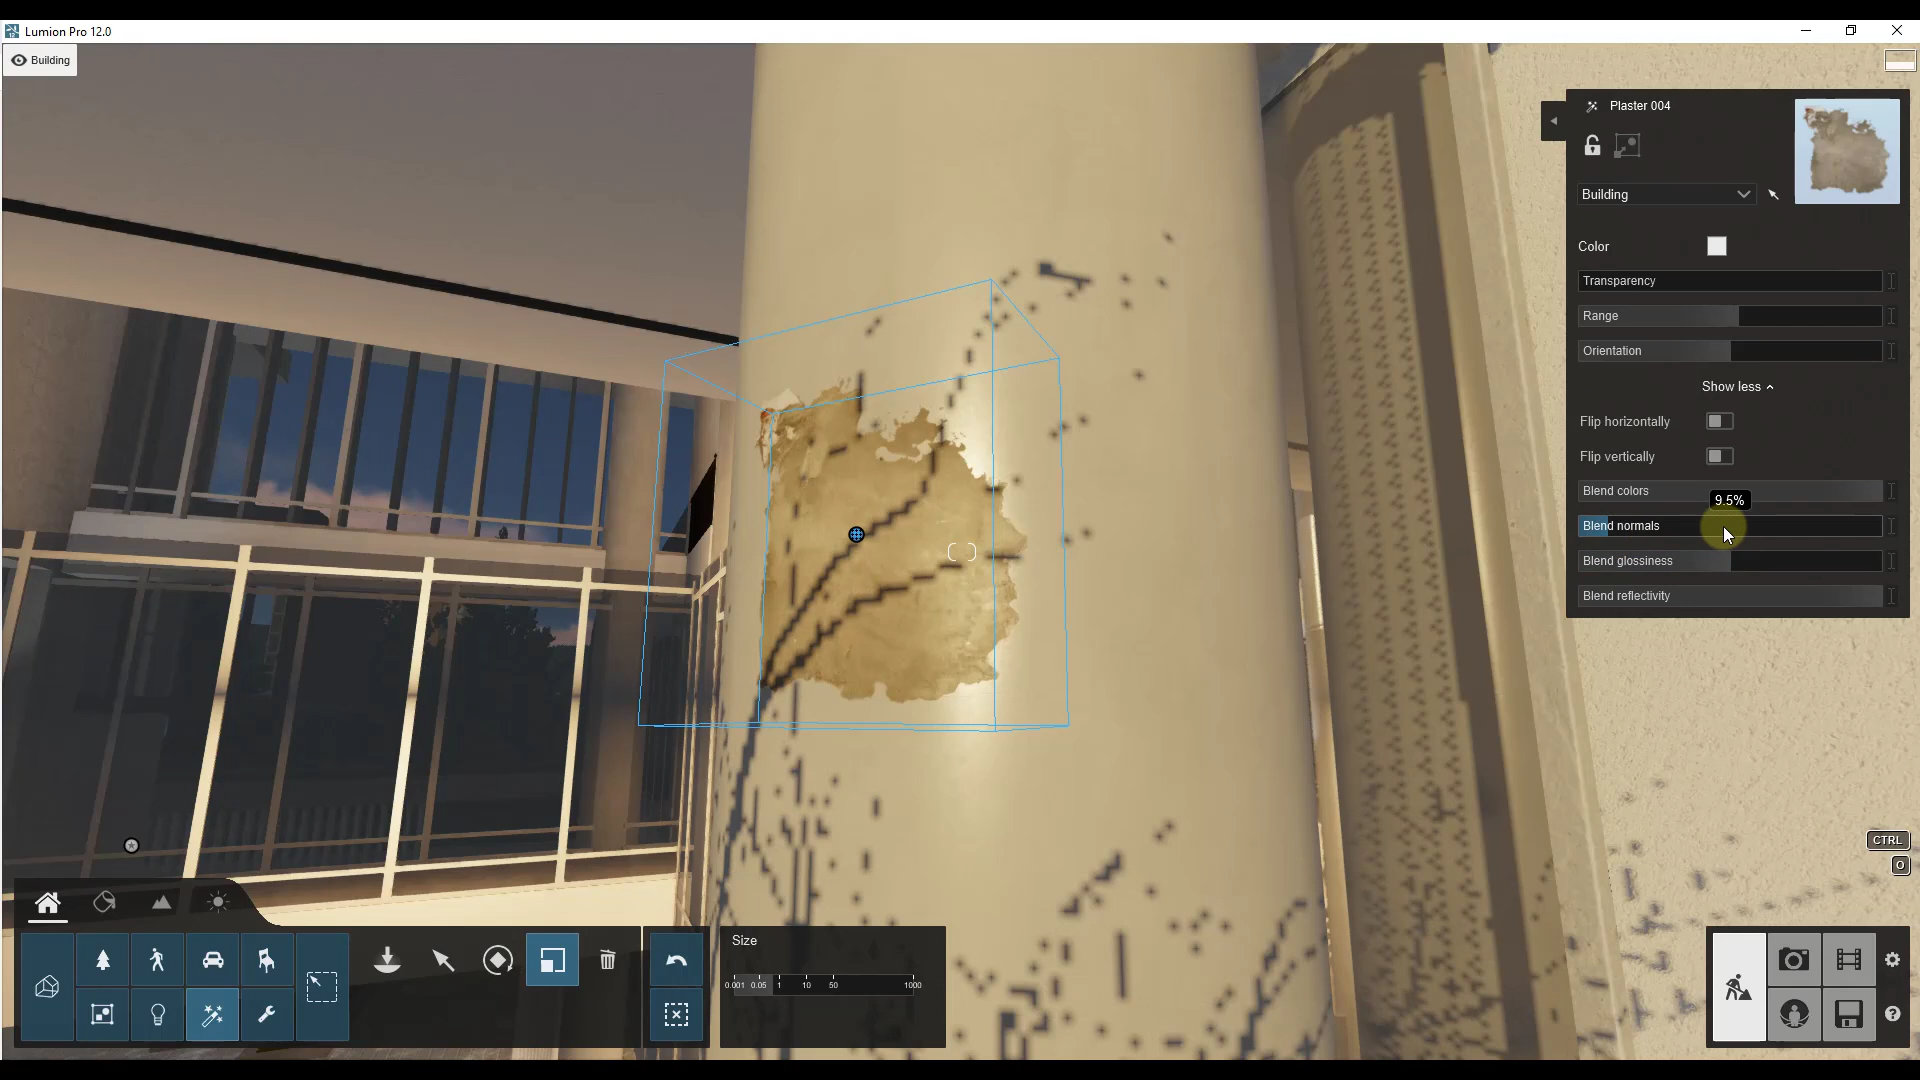 Lumion Pro 12.0
Building
Plaster 004
Building
Color
Transparency
Range
Orientation
Show less
Flip horizontally
Flip vertically
Blend colors
9.5%
Blend normals
Blend glossiness
Blend reflectivity
CTRL
O
Size
0.001 0.05 1 10 50 1000